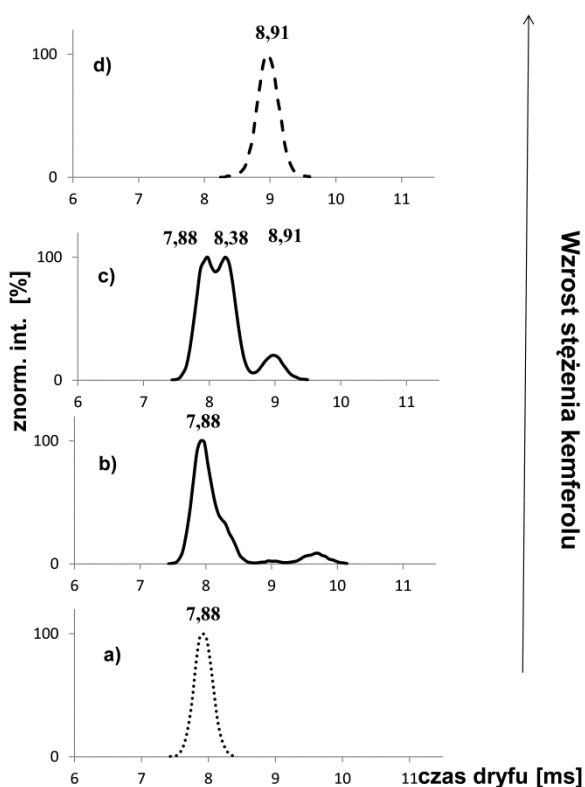 8,91
100
d)
0
6 7 8 9 10 11
7,88 8,38 8,91
100
c)
0
6 7 8 9 10 11
7,88
100
b)
0
6 7 8 9 10 11
7,88
100
a)
0
6 7 8 9 10 11
czas dryfu [ms]
znorm. int. [%]
Wzrost stężenia kemferolu